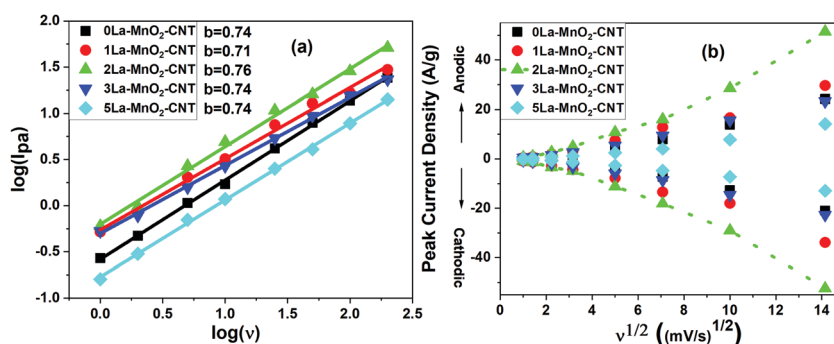 (a)
0La-MnO₂-CNT b=0.74
1La-MnO₂-CNT b=0.71
2La-MnO₂-CNT b=0.76
3La-MnO₂-CNT b=0.74
5La-MnO₂-CNT b=0.74
log(Ipa)
2.0
1.5
1.0
0.5
0.0
-0.5
-1.0
0.0 0.5 1.0 1.5 2.0 2.5
log(ν)
(b)
0La-MnO₂-CNT
1La-MnO₂-CNT
2La-MnO₂-CNT
3La-MnO₂-CNT
5La-MnO₂-CNT
Peak Current Density (A/g)
Anodic
Cathodic
40
20
0
-20
-40
0 2 4 6 8 10 12 14
ν^1/2 ((mV/s)^1/2)